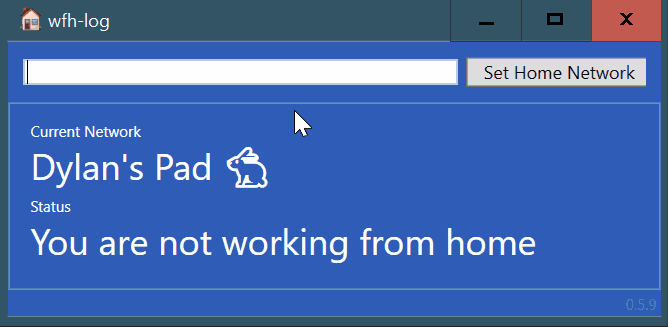 wfh-log
Set Home Network
Current Network
Dylan's Pad 🐇
Status
You are not working from home
0.5.9